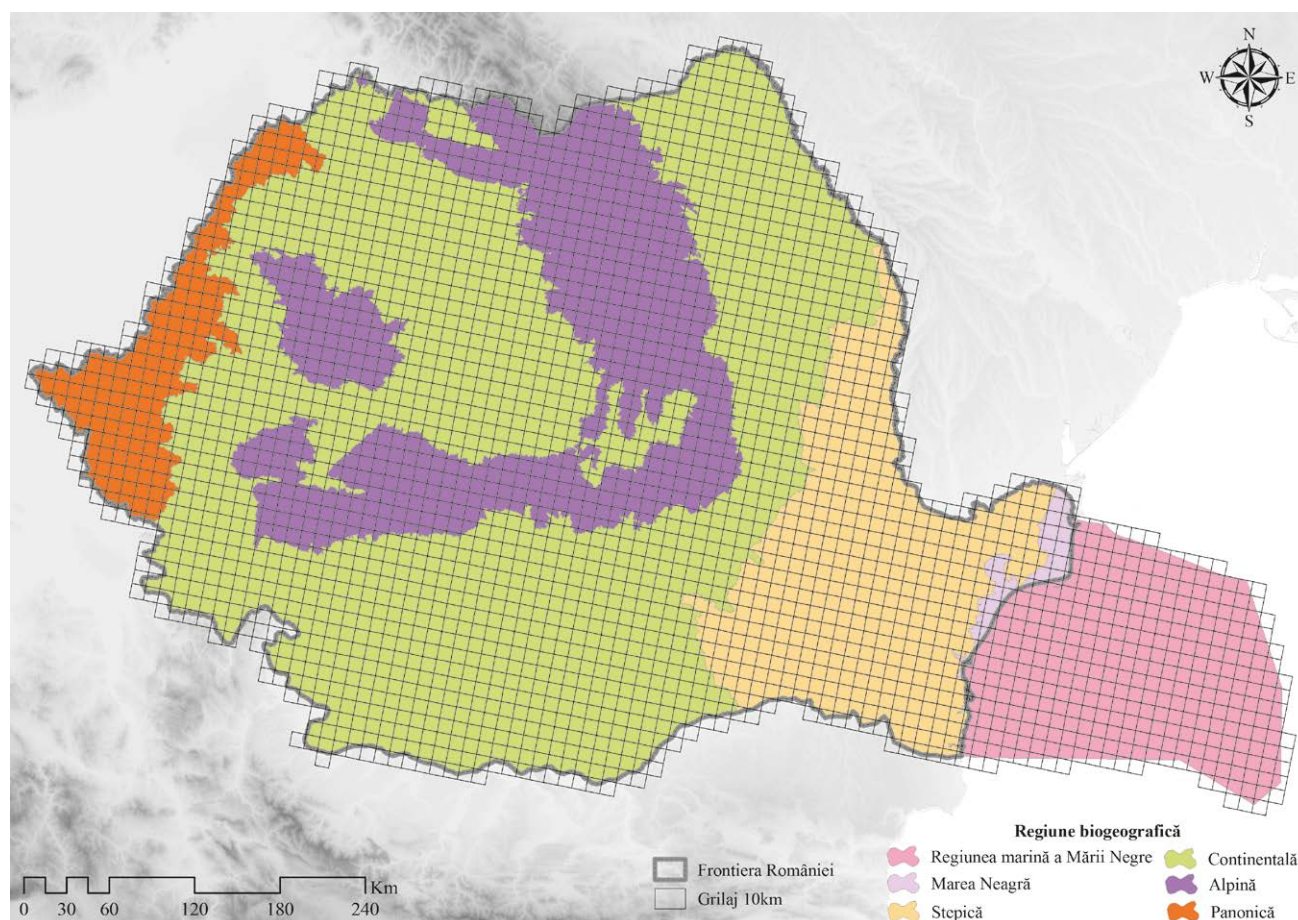 N
W E
S
Regiune biogeografică
Regiunea marină a Mării Negre
Marea Neagră
Stepică
Continentală
Alpină
Panonică
Frontiera României
Grilaj 10km
Km
0 30 60 120 180 240